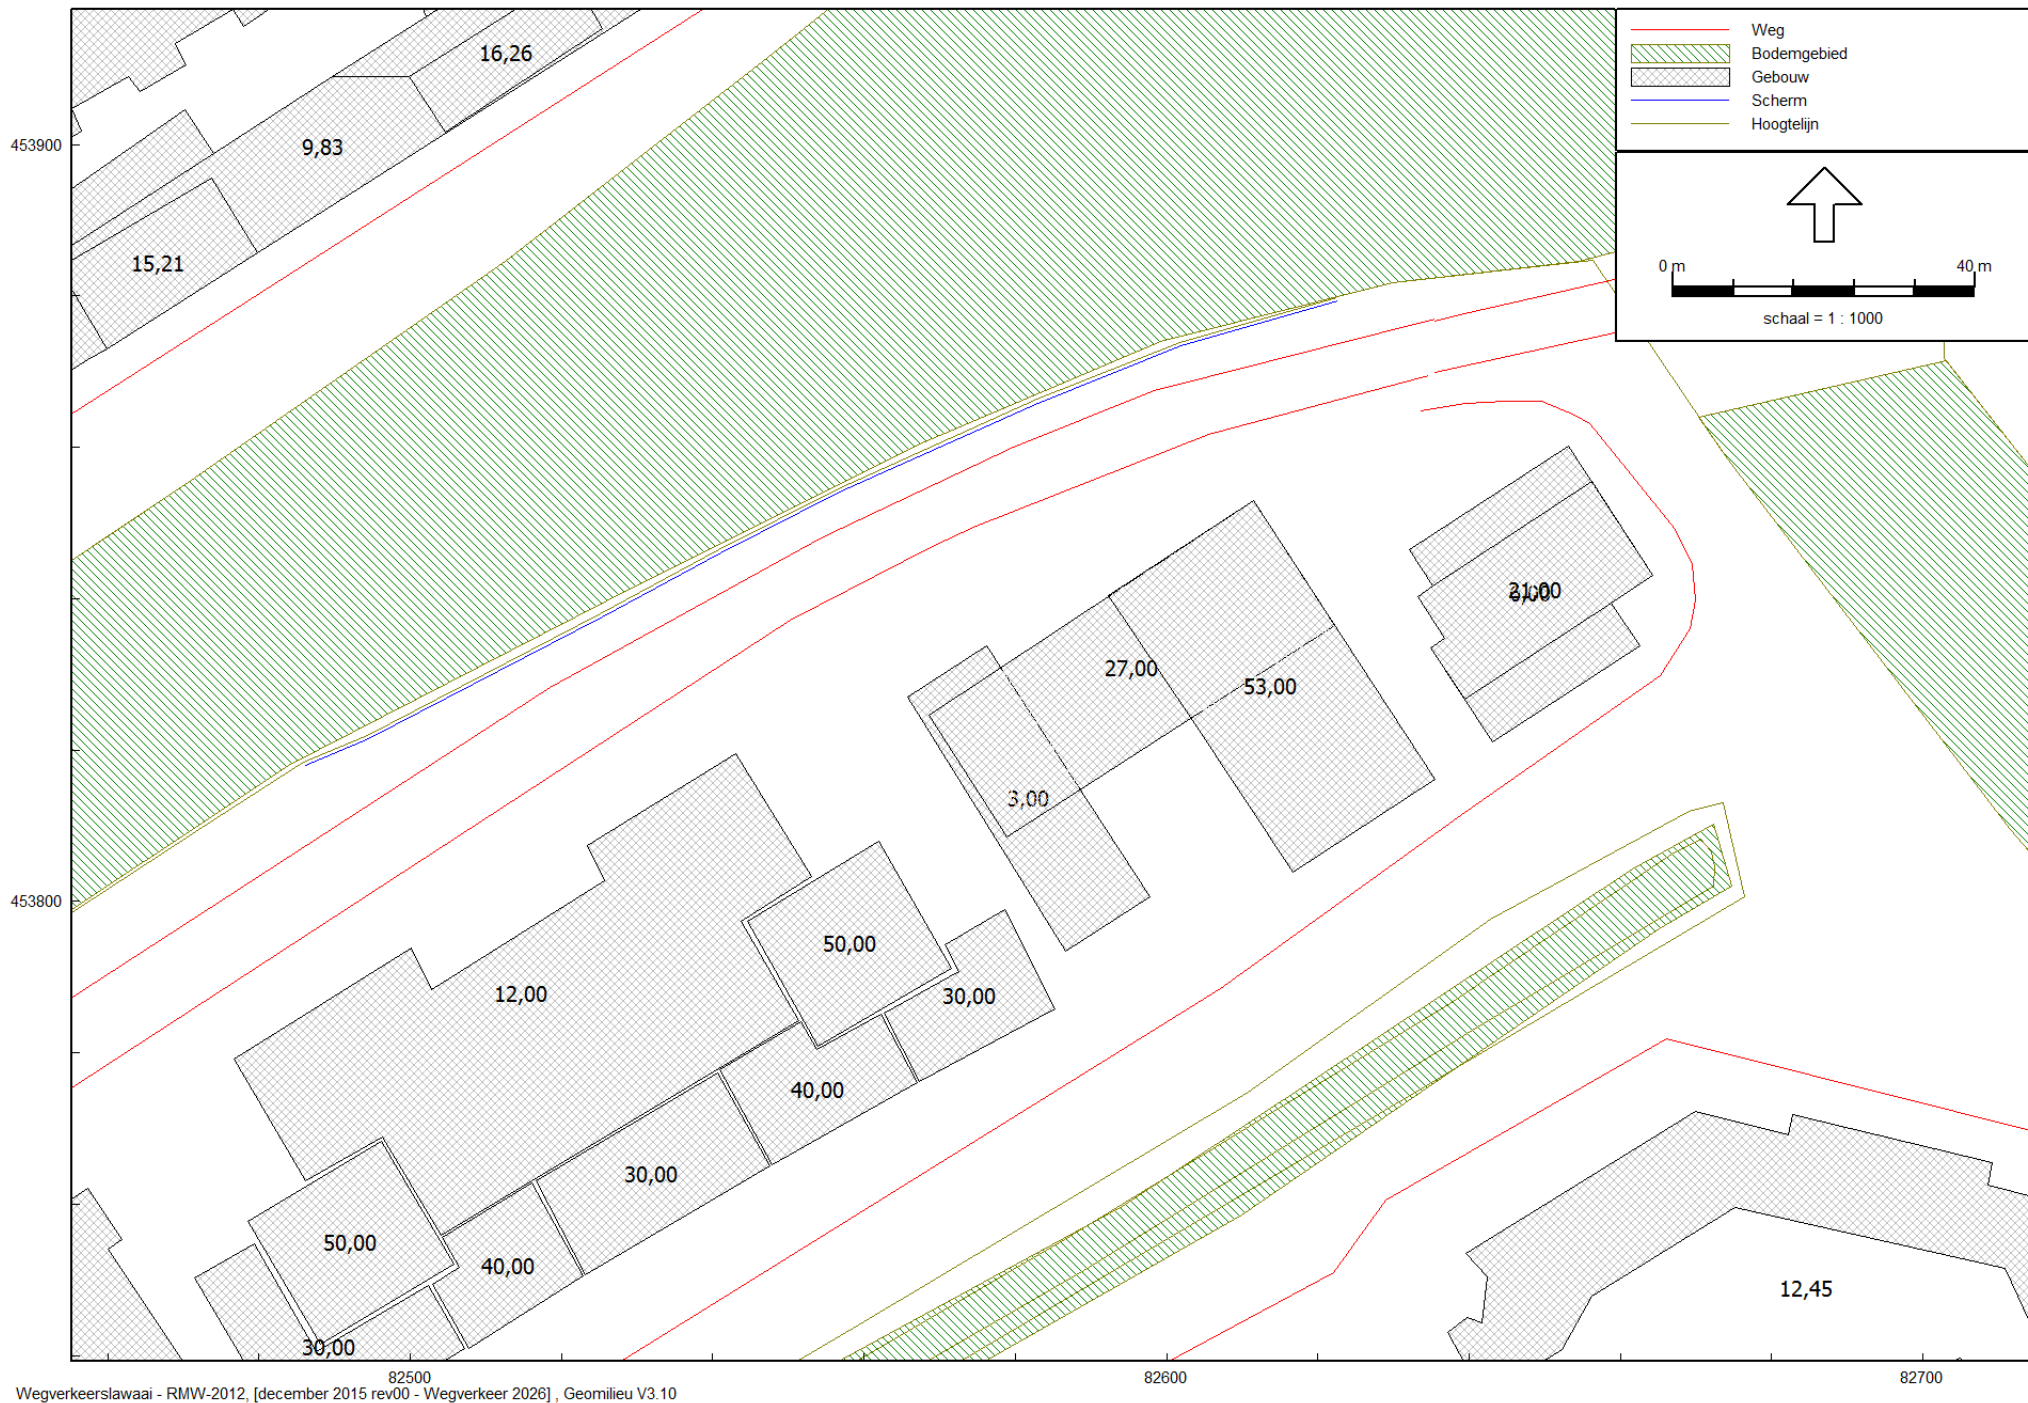 Weg
Bodemgebied
Gebouw
Scherm
Hoogtelijn
16,26
453900
9,83
15,21
0 m
40 m
schaal = 1 : 1000
21,00
27,00
53,00
3,00
453800
50,00
12,00
30,00
40,00
30,00
50,00
40,00
12,45
30,00
82500
82600
82700
Wegverkeerslawaai - RMW-2012, [december 2015 rev00 - Wegverkeer 2026] , Geomilieu V3.10